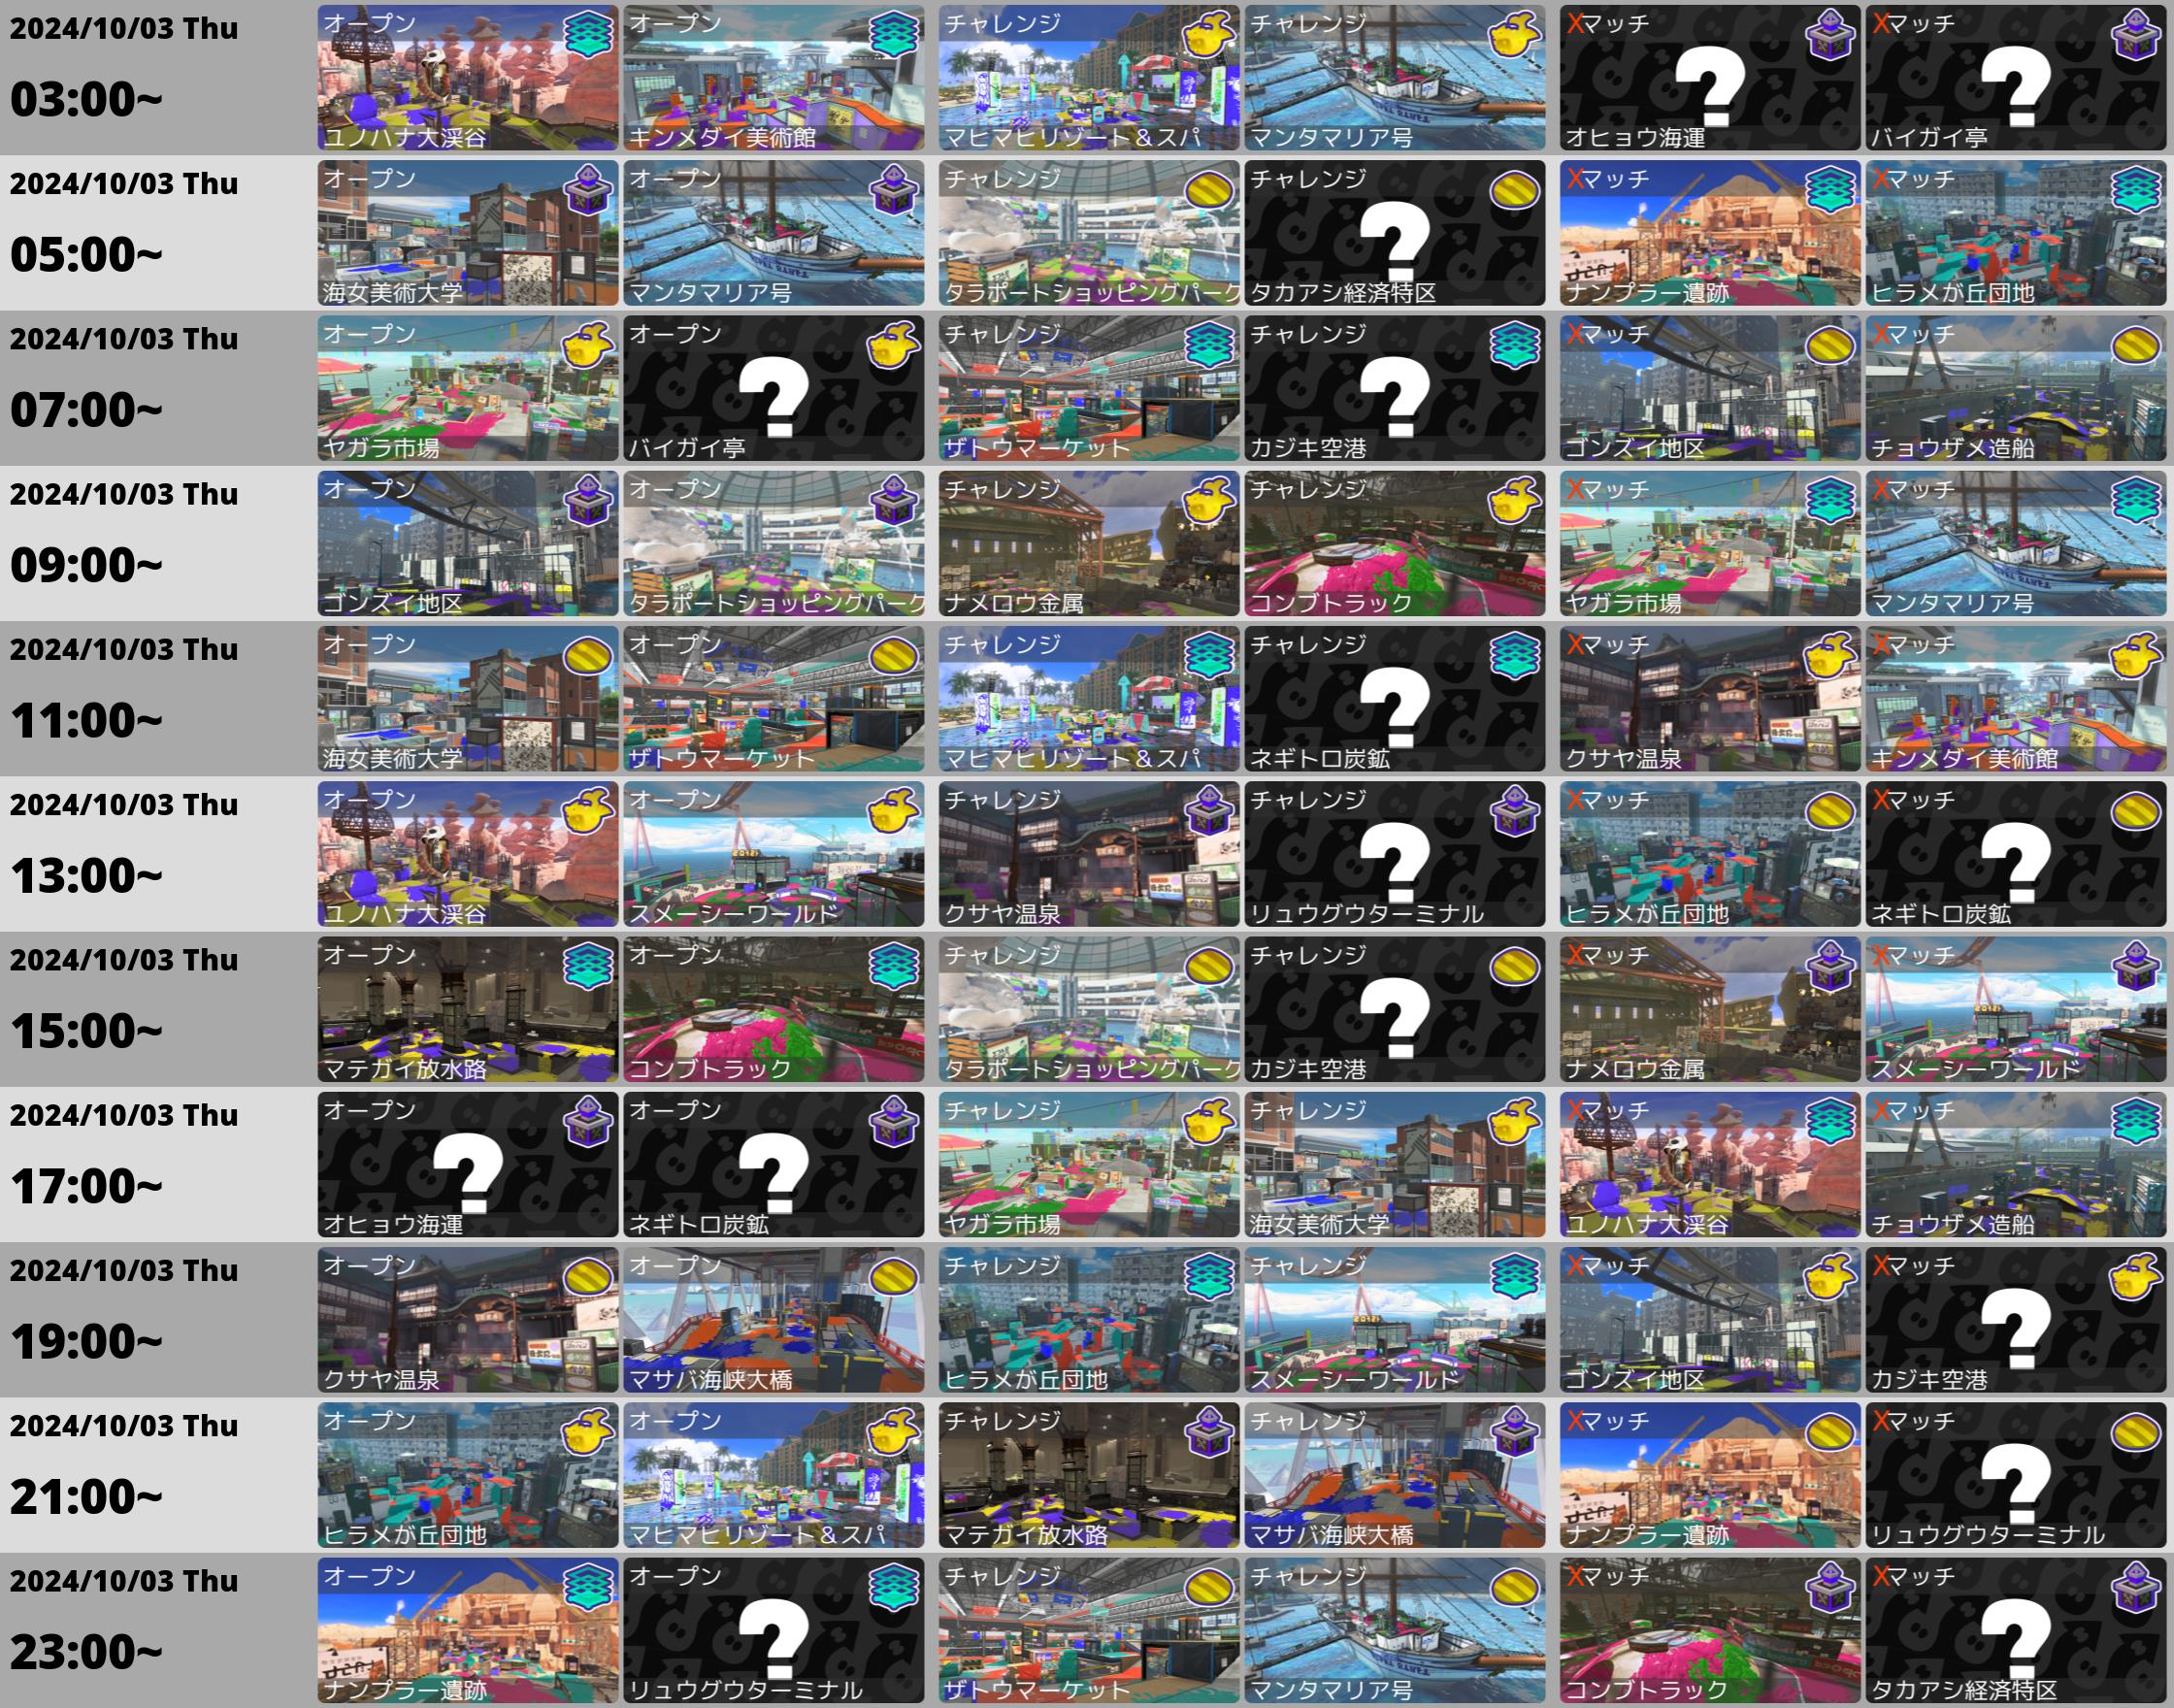 2024/10/03 Thu
03:00~
オープン
ユノハナ大渓谷
オープン
キンメダイ美術館
チャレンジ
マヒマヒリゾート＆スパ
チャレンジ
マンタマリア号
Xマッチ
オヒョウ海運
Xマッチ
バイガイ亭
2024/10/03 Thu
05:00~
オープン
海女美術大学
オープン
マンタマリア号
チャレンジ
タラポートショッピングパーク
チャレンジ
タカアシ経済特区
Xマッチ
ナンプラー遺跡
Xマッチ
ヒラメが丘団地
2024/10/03 Thu
07:00~
オープン
ヤガラ市場
オープン
バイガイ亭
チャレンジ
ザトウマーケット
チャレンジ
カジキ空港
Xマッチ
ゴンズイ地区
Xマッチ
チョウザメ造船
2024/10/03 Thu
09:00~
オープン
ゴンズイ地区
オープン
タラポートショッピングパーク
チャレンジ
ナメロウ金属
チャレンジ
コンブトラック
Xマッチ
ヤガラ市場
Xマッチ
マンタマリア号
2024/10/03 Thu
11:00~
オープン
海女美術大学
オープン
ザトウマーケット
チャレンジ
マヒマヒリゾート＆スパ
チャレンジ
ネギトロ炭鉱
Xマッチ
クサヤ温泉
Xマッチ
キンメダイ美術館
2024/10/03 Thu
13:00~
オープン
ユノハナ大渓谷
オープン
スメーシーワールド
チャレンジ
クサヤ温泉
チャレンジ
リュウグウターミナル
Xマッチ
ヒラメが丘団地
Xマッチ
ネギトロ炭鉱
2024/10/03 Thu
15:00~
オープン
マテガイ放水路
オープン
コンブトラック
チャレンジ
タラポートショッピングパーク
チャレンジ
カジキ空港
Xマッチ
ナメロウ金属
Xマッチ
スメーシーワールド
2024/10/03 Thu
17:00~
オープン
オヒョウ海運
オープン
ネギトロ炭鉱
チャレンジ
ヤガラ市場
チャレンジ
海女美術大学
Xマッチ
ユノハナ大渓谷
Xマッチ
チョウザメ造船
2024/10/03 Thu
19:00~
オープン
クサヤ温泉
オープン
マサバ海峡大橋
チャレンジ
ヒラメが丘団地
チャレンジ
スメーシーワールド
Xマッチ
ゴンズイ地区
Xマッチ
カジキ空港
2024/10/03 Thu
21:00~
オープン
ヒラメが丘団地
オープン
マヒマヒリゾート＆スパ
チャレンジ
マテガイ放水路
チャレンジ
マサバ海峡大橋
Xマッチ
ナンプラー遺跡
Xマッチ
リュウグウターミナル
2024/10/03 Thu
23:00~
オープン
ナンプラー遺跡
オープン
リュウグウターミナル
チャレンジ
ザトウマーケット
チャレンジ
マンタマリア号
Xマッチ
コンブトラック
Xマッチ
タカアシ経済特区